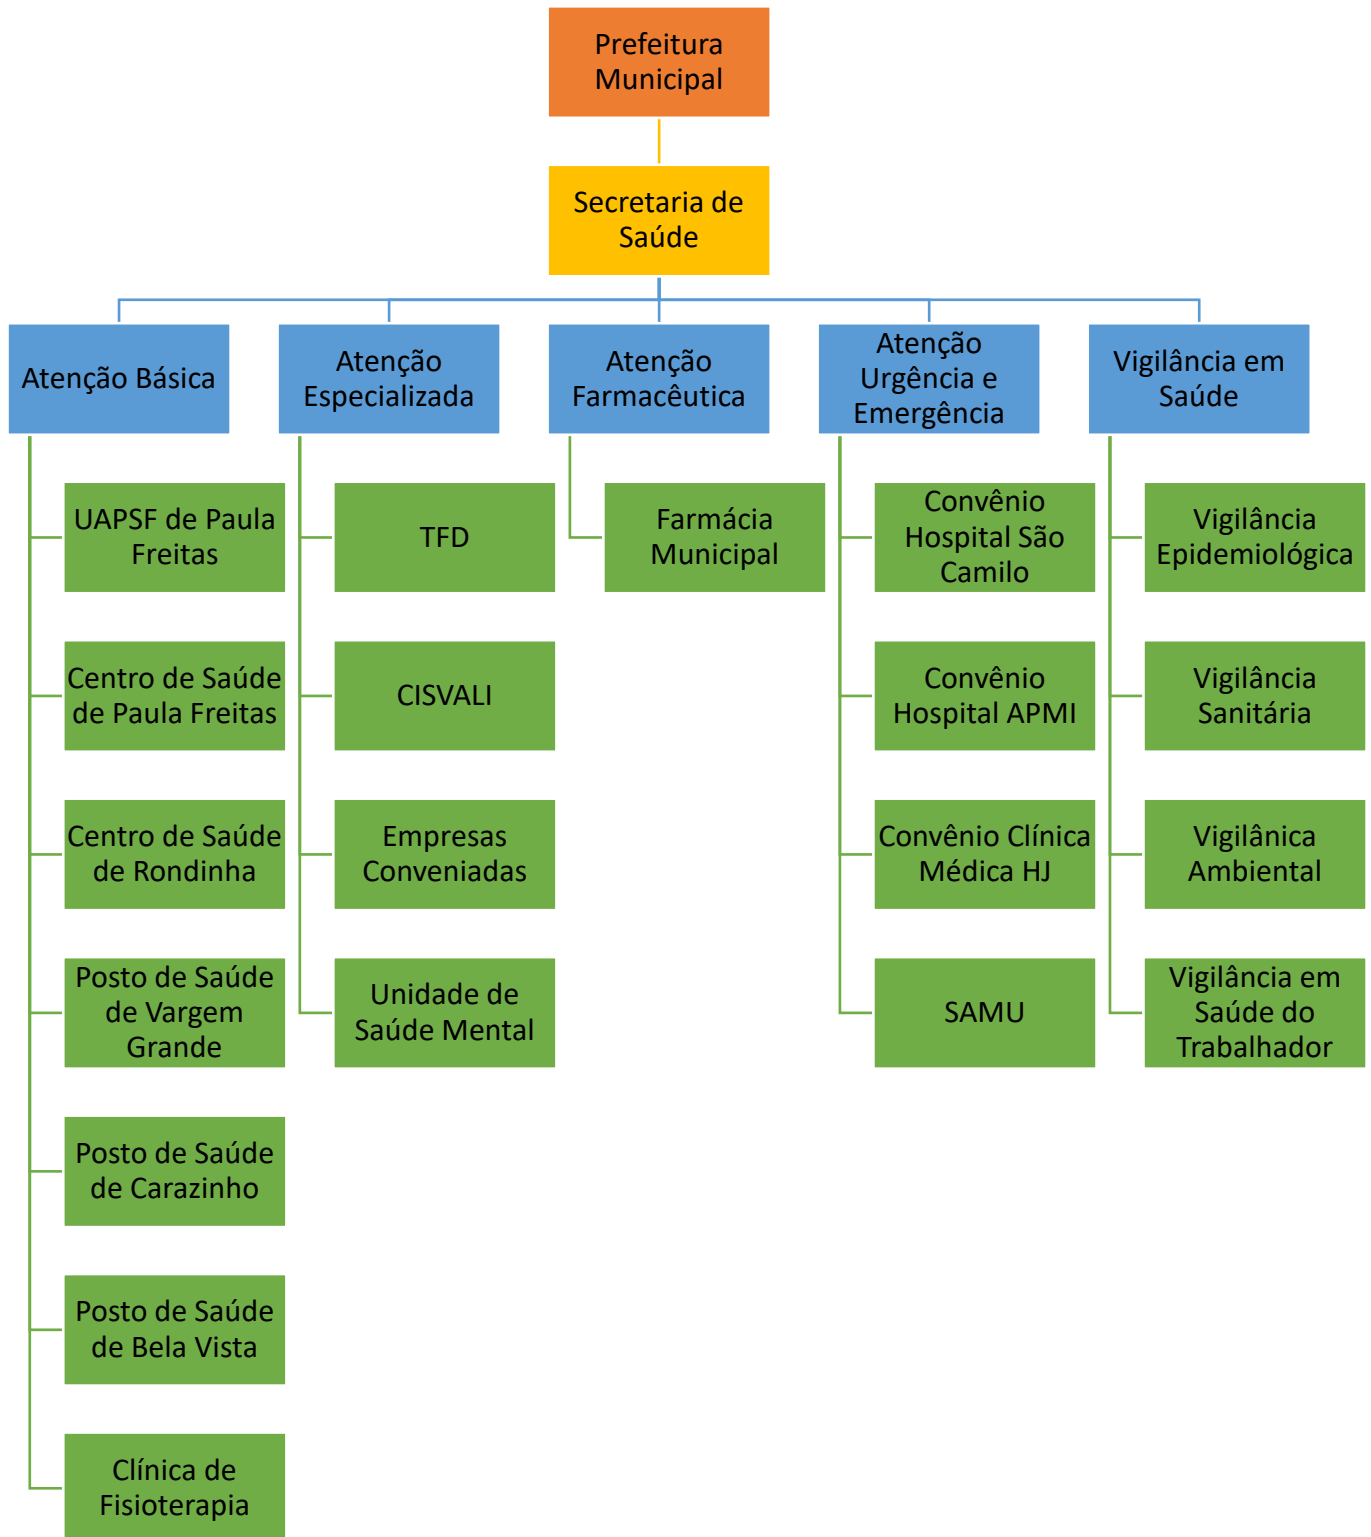 Prefeitura
Municipal
Secretaria de
Saúde
Atenção Básica
Atenção
Especializada
Atenção
Farmacêutica
Atenção
Urgência e
Emergência
Vigilância em
Saúde
UAPSF de Paula
Freitas
Centro de Saúde
de Paula Freitas
Centro de Saúde
de Rondinha
Posto de Saúde
de Vargem
Grande
Posto de Saúde
de Carazinho
Posto de Saúde
de Bela Vista
Clínica de
Fisioterapia
TFD
CISVALI
Empresas
Conveniadas
Unidade de
Saúde Mental
Farmácia
Municipal
Convênio
Hospital São
Camilo
Convênio
Hospital APMI
Convênio Clínica
Médica HJ
SAMU
Vigilância
Epidemiológica
Vigilância
Sanitária
Vigilânica
Ambiental
Vigilância em
Saúde do
Trabalhador